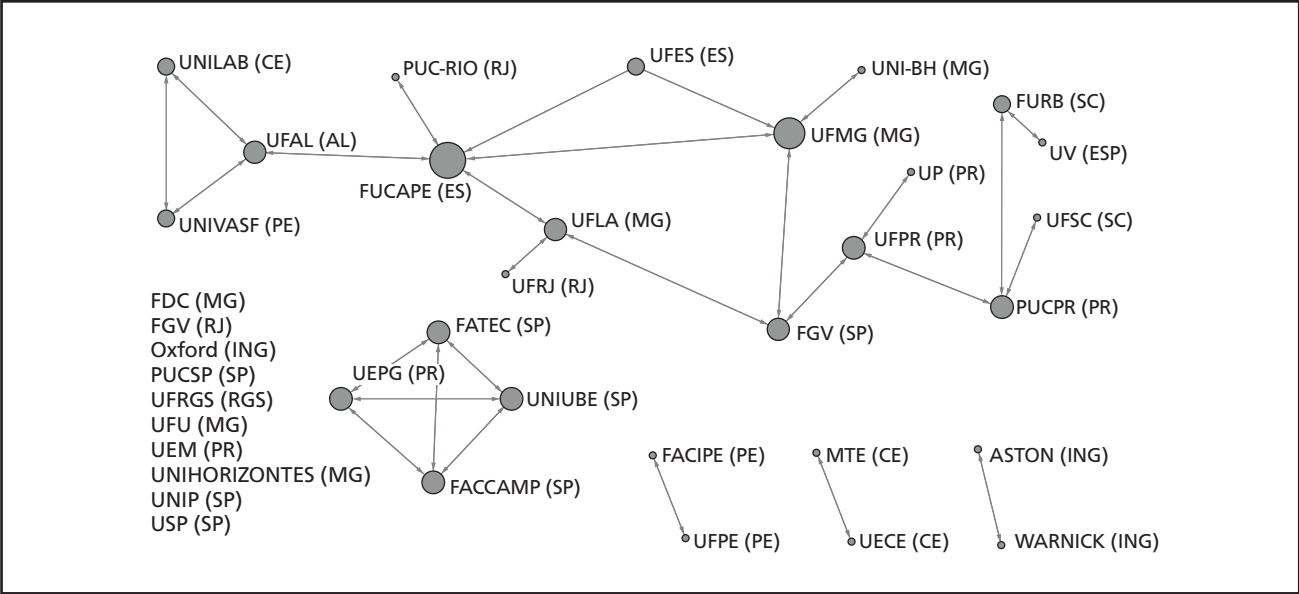 UNILAB (CE)
PUC-RIO (RJ)
UFES (ES)
UNI-BH (MG)
FURB (SC)
UFAL (AL)
UFMG (MG)
UV (ESP)
FUCAPE (ES)
UP (PR)
UNIVASF (PE)
UFLA (MG)
UFSC (SC)
UFPR (PR)
UFRJ (RJ)
PUCPR (PR)
FGV (SP)
FDC (MG)
FGV (RJ)
Oxford (ING)
PUCSP (SP)
UFRGS (RGS)
UFU (MG)
UEM (PR)
UNIHORIZONTES (MG)
UNIP (SP)
USP (SP)
FATEC (SP)
UEPG (PR)
UNIUBE (SP)
FACCAMP (SP)
FACIPE (PE)
MTE (CE)
ASTON (ING)
UFPE (PE)
UECE (CE)
WARNICK (ING)